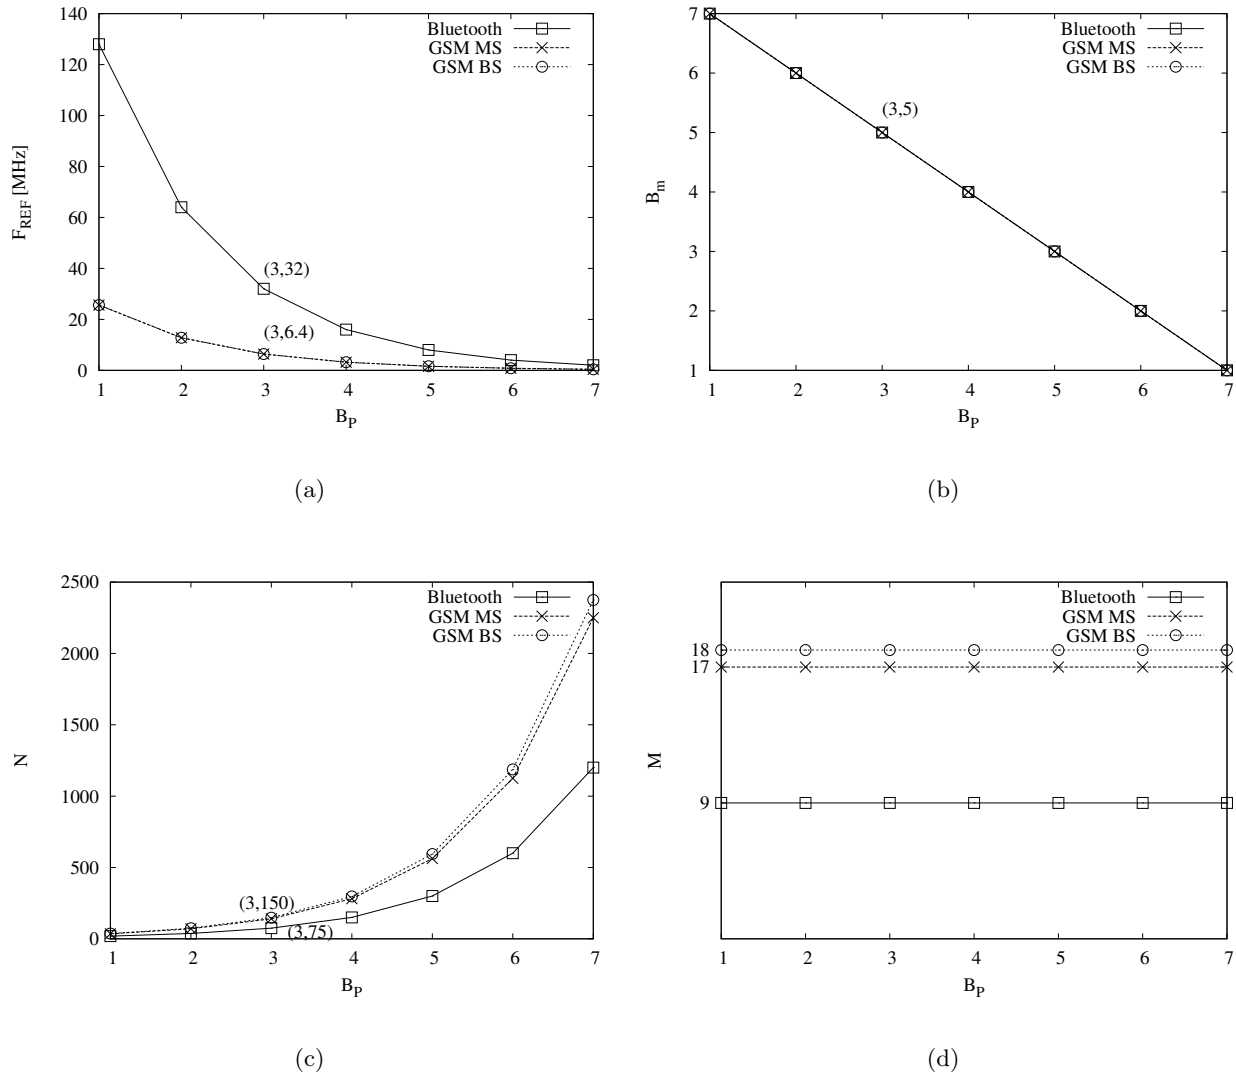 140
120
100
80
60
40
20
0
1 2 3 4 5 6 7
F_REF [MHz]
B_P
Bluetooth
GSM MS
GSM BS
(3,32)
(3,6.4)
(a)
7
6
5
4
3
2
1
1 2 3 4 5 6 7
B_m
B_P
Bluetooth
GSM MS
GSM BS
(3,5)
(b)
2500
2000
1500
1000
500
0
1 2 3 4 5 6 7
N
B_P
Bluetooth
GSM MS
GSM BS
(3,150)
(3,75)
(c)
18
17
9
1 2 3 4 5 6 7
M
B_P
Bluetooth
GSM MS
GSM BS
(d)